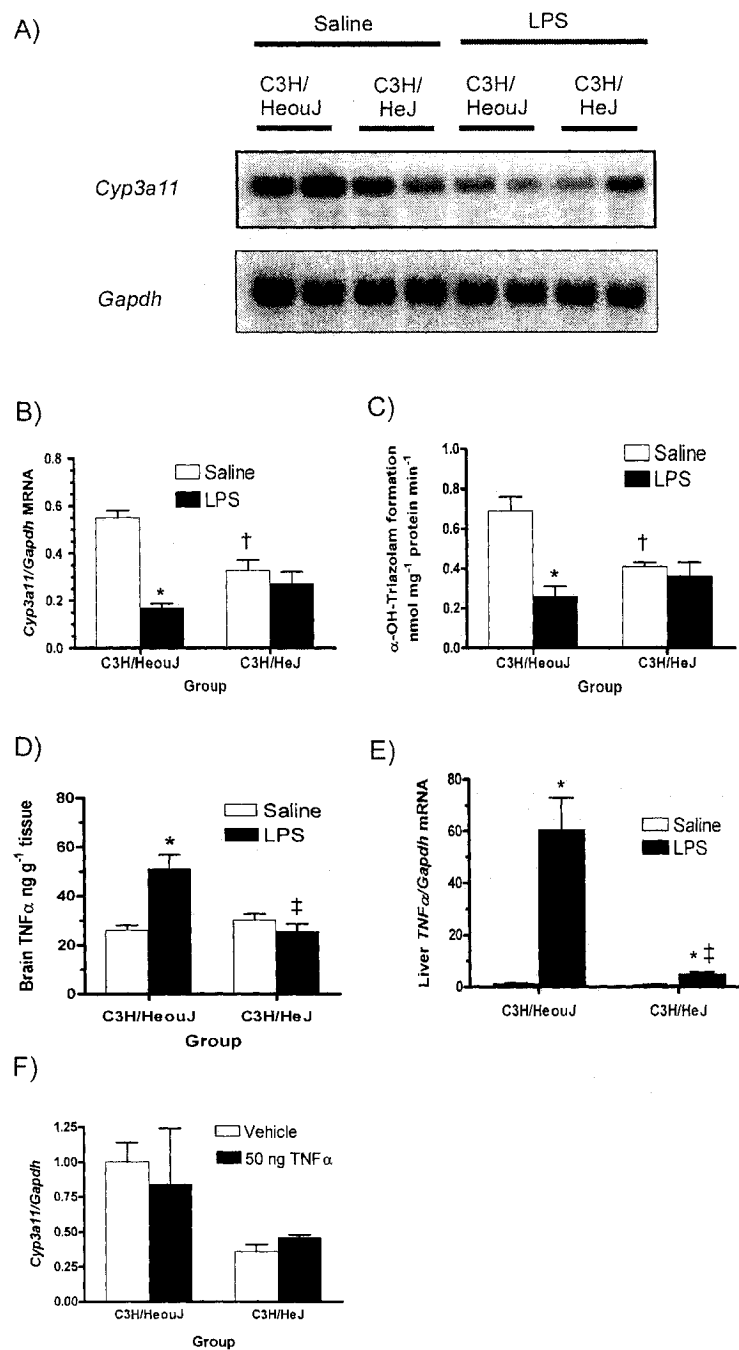 A)
Saline LPS
C3H/ C3H/ C3H/ C3H/
HeouJ HeJ HeouJ HeJ
Cyp3a11
Gapdh
B)
Cyp3a11/Gapdh MRNA
0.8
0.6
0.4
0.2
0.0
Saline
LPS
*
†
C3H/HeouJ C3H/HeJ
Group
C)
α-OH-Triazolam formation
nmol mg⁻¹ protein min⁻¹
1.0
0.8
0.6
0.4
0.2
0.0
Saline
LPS
*
†
C3H/HeouJ C3H/HeJ
Group
D)
Brain TNFα ng g⁻¹ tissue
80
60
40
20
0
Saline
LPS
*
‡
C3H/HeouJ C3H/HeJ
Group
E)
Liver TNFα/Gapdh mRNA
80
60
40
20
0
Saline
LPS
*
* ‡
C3H/HeouJ C3H/HeJ
F)
Cyp3a11/Gapdh
1.25
1.00
0.75
0.50
0.25
0.00
Vehicle
50 ng TNFα
C3H/HeouJ C3H/HeJ
Group